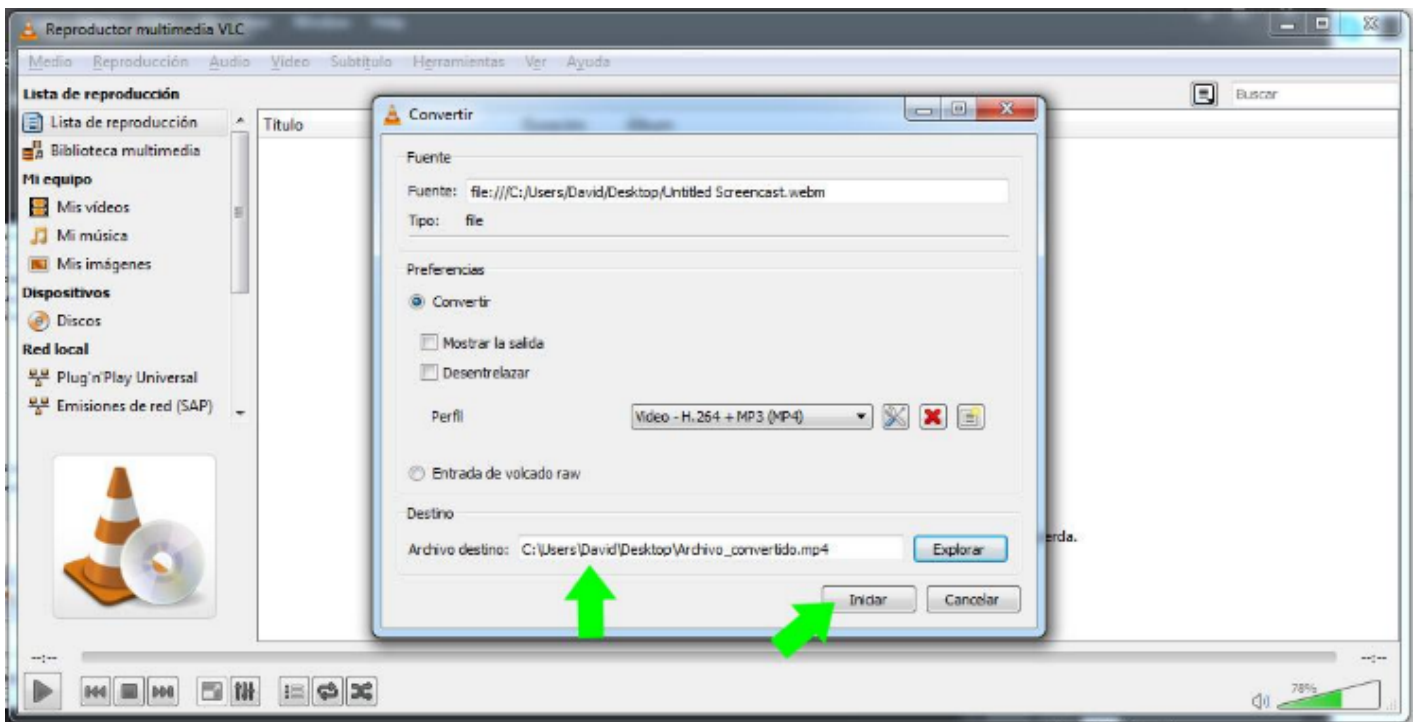 Reproductor multimedia VLC
Medio Reproducción Audio Vídeo Subtítulo Herramientas Ver Ayuda
Lista de reproducción
Buscar
Lista de reproducción
Biblioteca multimedia
Mi equipo
Mis vídeos
Mi música
Mis imágenes
Dispositivos
Discos
Red local
Plug'n'Play Universal
Emisiones de red (SAP)
Título
Convertir
Fuente
Fuente: file:///C:/Users/David/Desktop/Untitled Screencast.webm
Tipo: file
Preferencias
Convertir
Mostrar la salida
Desentrelazar
Perfil Video - H.264 + MP3 (MP4)
Entrada de volcado raw
Destino
Archivo destino: C:\Users\David\Desktop\Archivo_convertido.mp4 Explorar
erda.
Iniciar Cancelar
--:-- --:--
78%